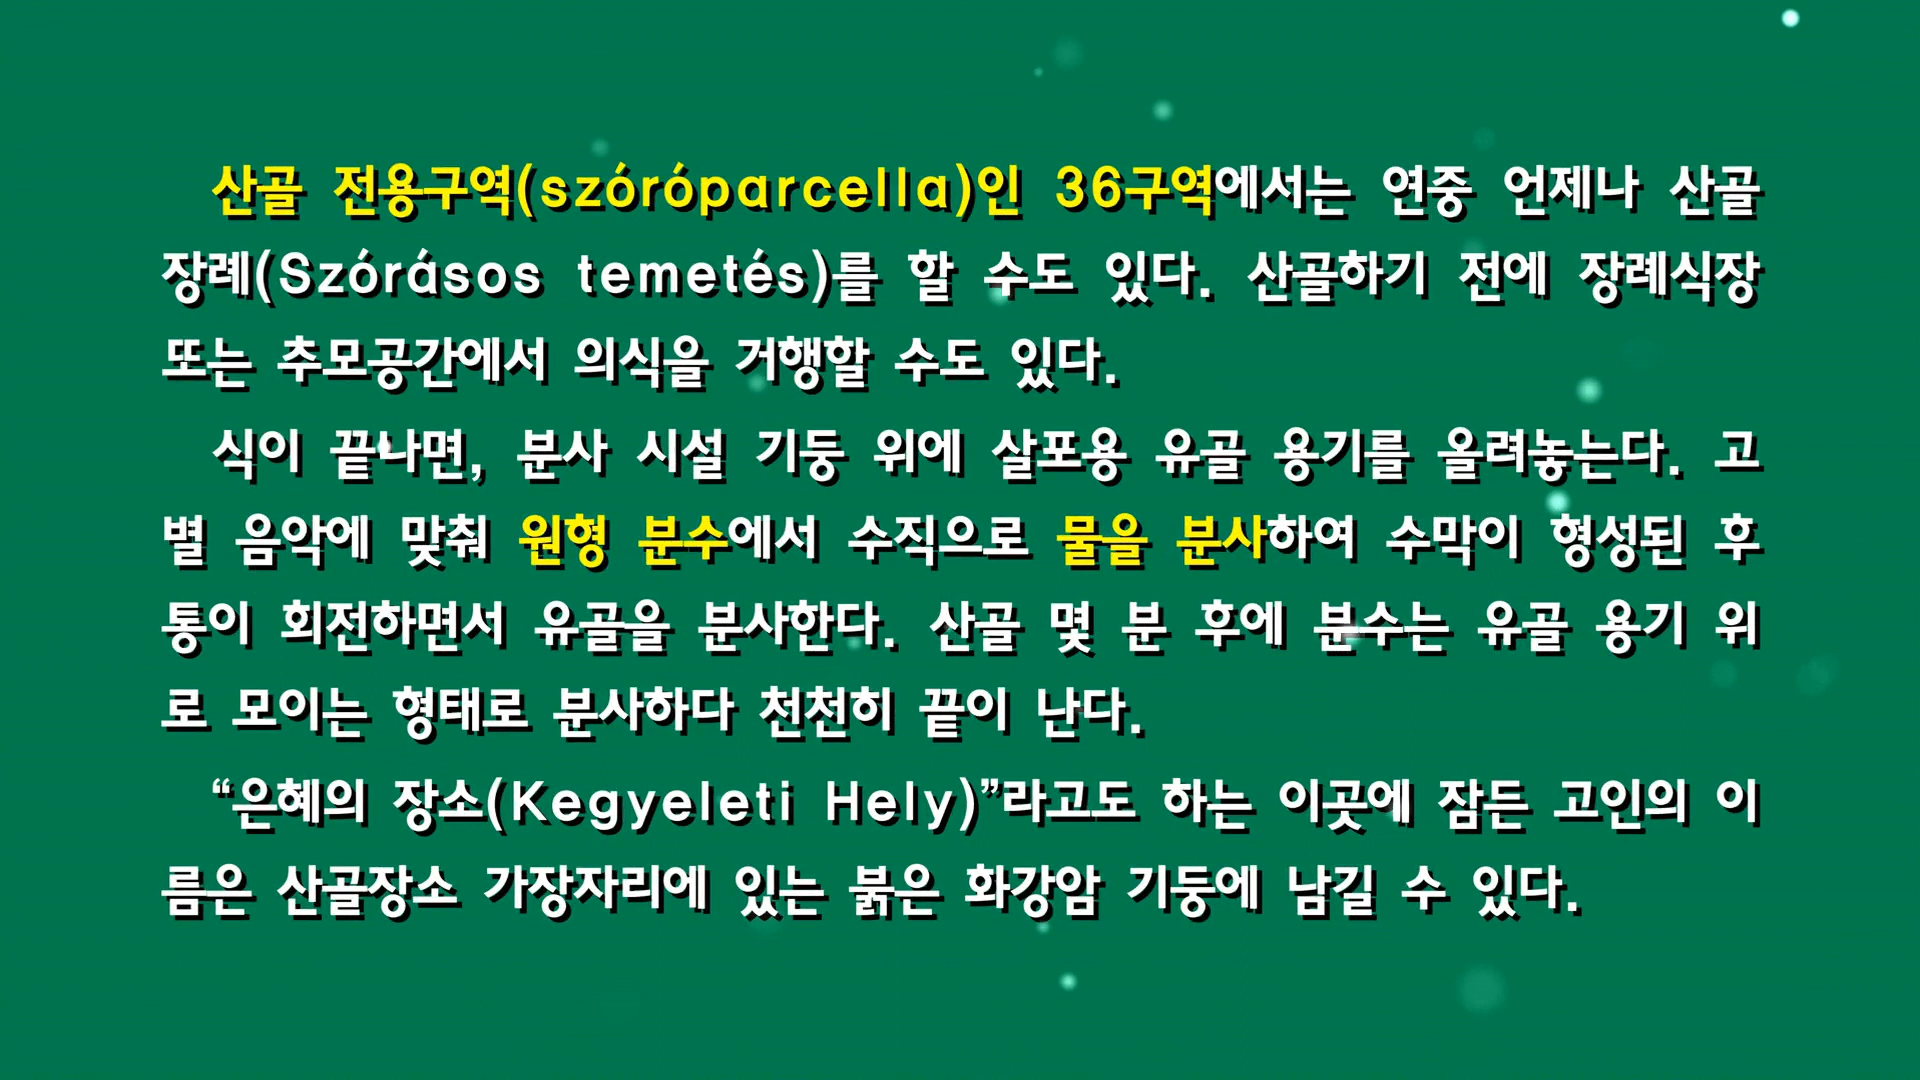 산골 전용구역(szóróparcella)인 36구역에서는 연중 언제나 산골
장례(Szórásos temetés)를 할 수도 있다. 산골하기 전에 장례식장
또는 추모공간에서 의식을 거행할 수도 있다.
식이 끝나면, 분사 시설 기둥 위에 살포용 유골 용기를 올려놓는다. 고
별 음악에 맞춰 원형 분수에서 수직으로 물을 분사하여 수막이 형성된 후
통이 회전하면서 유골을 분사한다. 산골 몇 분 후에 분수는 유골 용기 위
로 모이는 형태로 분사하다 천천히 끝이 난다.
“은혜의 장소(Kegyeleti Hely)”라고도 하는 이곳에 잠든 고인의 이
름은 산골장소 가장자리에 있는 붉은 화강암 기둥에 남길 수 있다.